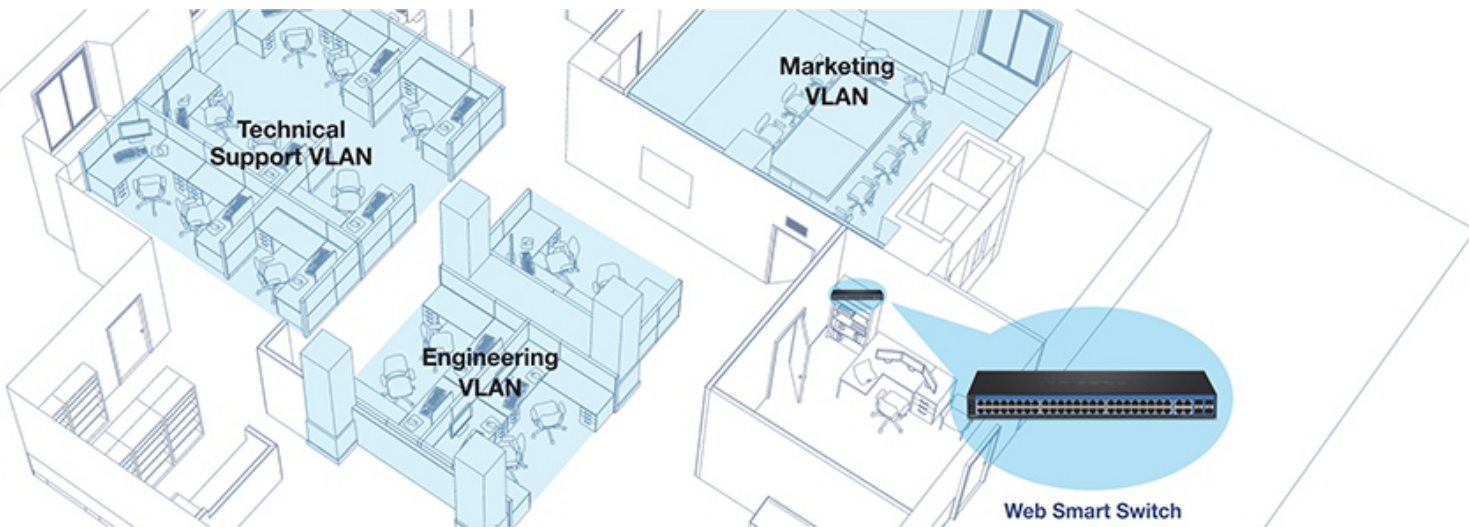 Technical
Support VLAN
Marketing
VLAN
Engineering
VLAN
Web Smart Switch